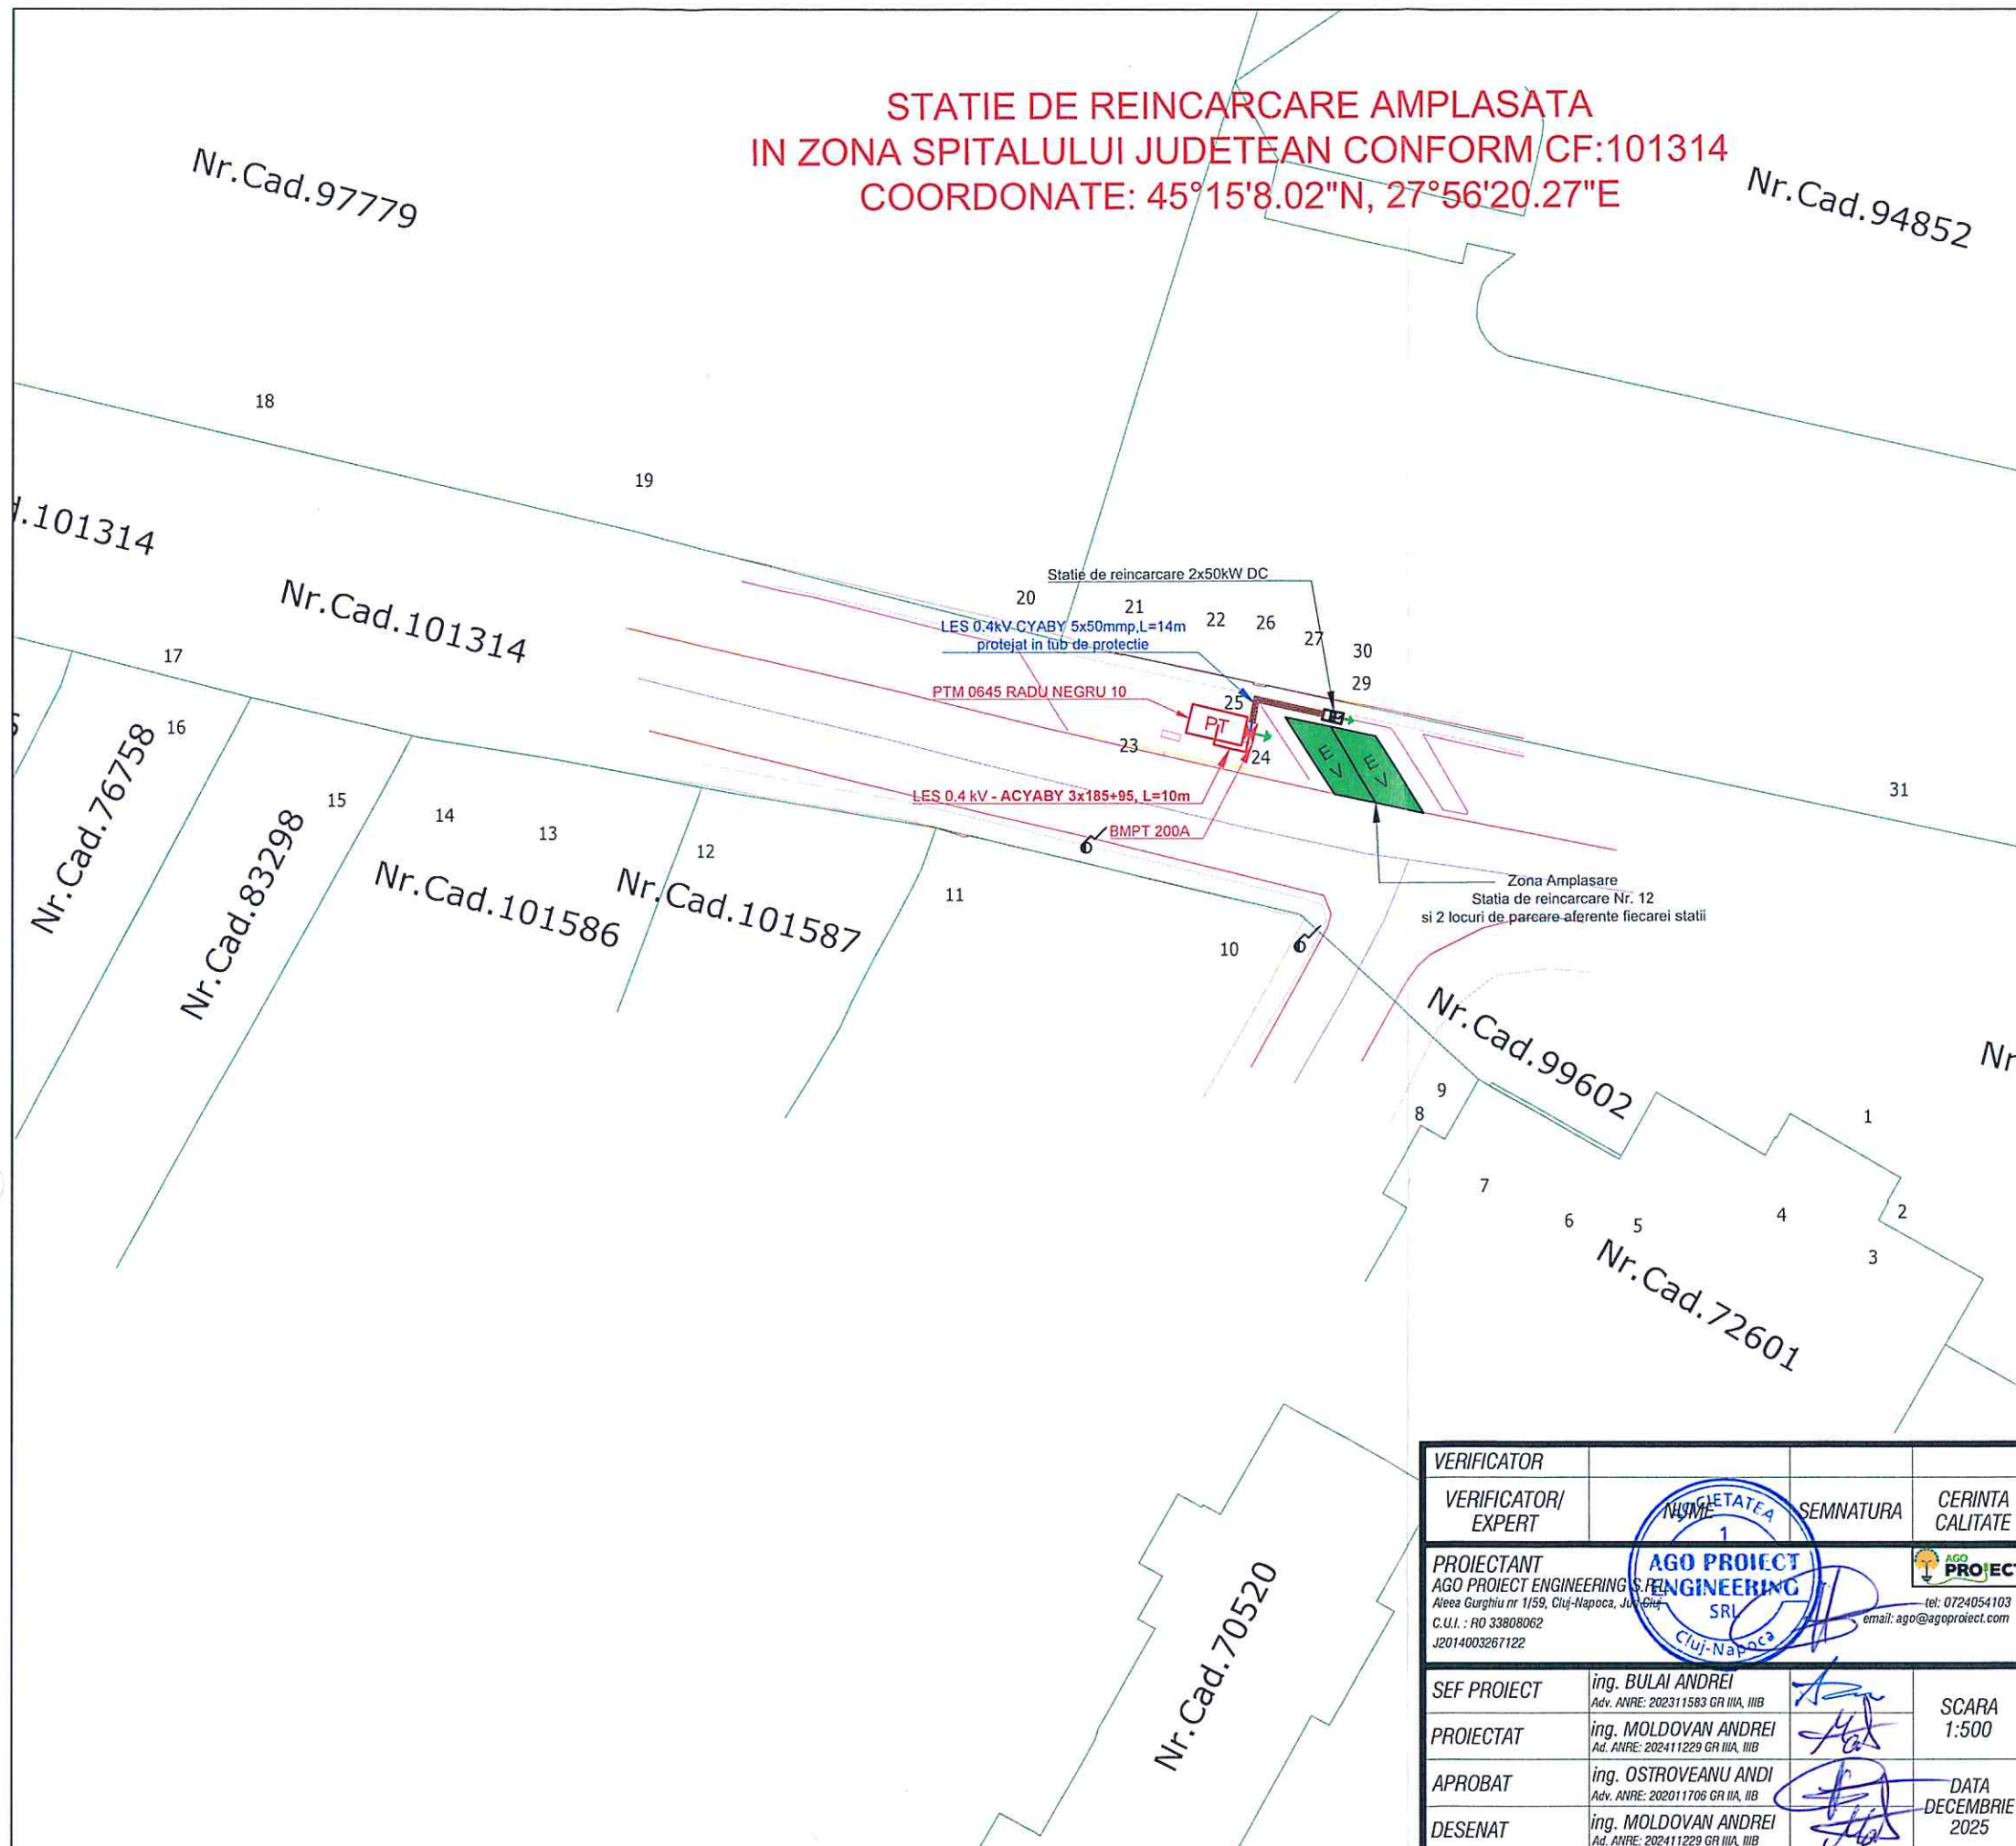 STATIE DE REINCARCARE AMPLASATA
IN ZONA SPITALULUI JUDETEAN CONFORM CF:101314
COORDONATE: 45°15'8.02"N, 27°56'20.27"E
Nr.Cad.97779
Nr.Cad.94852
18
19
.101314
Nr.Cad.101314
Statie de reincarcare 2x50kW DC
20
21
22
26
27
30
29
LES 0.4kV CYABY 5x50mmp,L=14m
protejat in tub de protectie
PTM 0645 RADU NEGRU 10
25
PT
23
24
E V
E V
LES 0.4 kV - ACYABY 3x185+95, L=10m
BMPT 200A
31
17
16
15
14
13
12
11
10
Nr.Cad.76758
Nr.Cad.83298
Nr.Cad.101586
Nr.Cad.101587
Zona Amplasare
Statia de reincarcare Nr. 12
si 2 locuri de parcare aferente fiecarei statii
Nr.Cad.99602
Nr
9
8
1
7
6
5
4
2
3
Nr.Cad.72601
Nr.Cad.70520
VERIFICATOR
VERIFICATOR/
EXPERT
NUME
SEMNATURA
CERINTA
CALITATE
SOCIETATEA
1
AGO PROIECT
ENGINEERING
SRL
Cluj-Napoca
PROIECTANT
AGO PROIECT ENGINEERING S.R.L.
Aleea Gurghiu nr 1/59, Cluj-Napoca, Jud Cluj
C.U.I. : RO 33808062
J2014003267122
AGO
PROIECT
tel: 0724054103
email: ago@agoproiect.com
SEF PROIECT
ing. BULAI ANDREI
Adv. ANRE: 202311583 GR IIIA, IIIB
SCARA
1:500
PROIECTAT
ing. MOLDOVAN ANDREI
Ad. ANRE: 202411229 GR IIIA, IIIB
APROBAT
ing. OSTROVEANU ANDI
Adv. ANRE: 202011706 GR IIA, IIB
DATA
DECEMBRIE
2025
DESENAT
ing. MOLDOVAN ANDREI
Ad. ANRE: 202411229 GR IIIA, IIIB